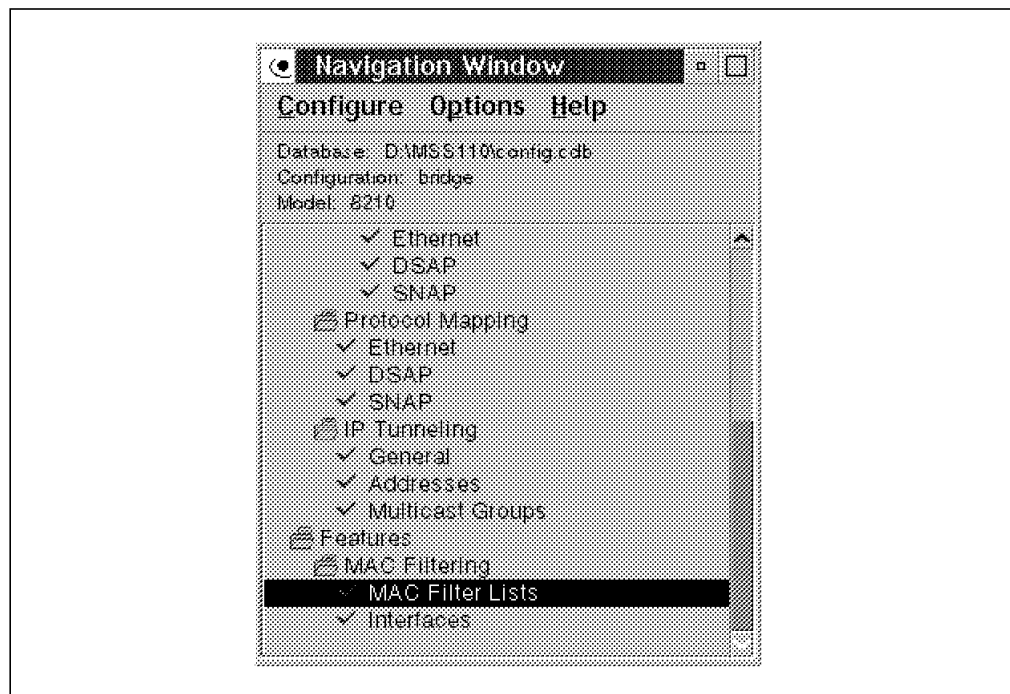 Navigation Window
Configure Options Help
Database: D:\MSS110\config.cdb
Configuration: bridge
Model: 8210
Ethernet
DSAP
SNAP
Protocol Mapping
Ethernet
DSAP
SNAP
IP Tunneling
General
Addresses
Multicast Groups
Features
MAC Filtering
MAC Filter Lists
Interfaces